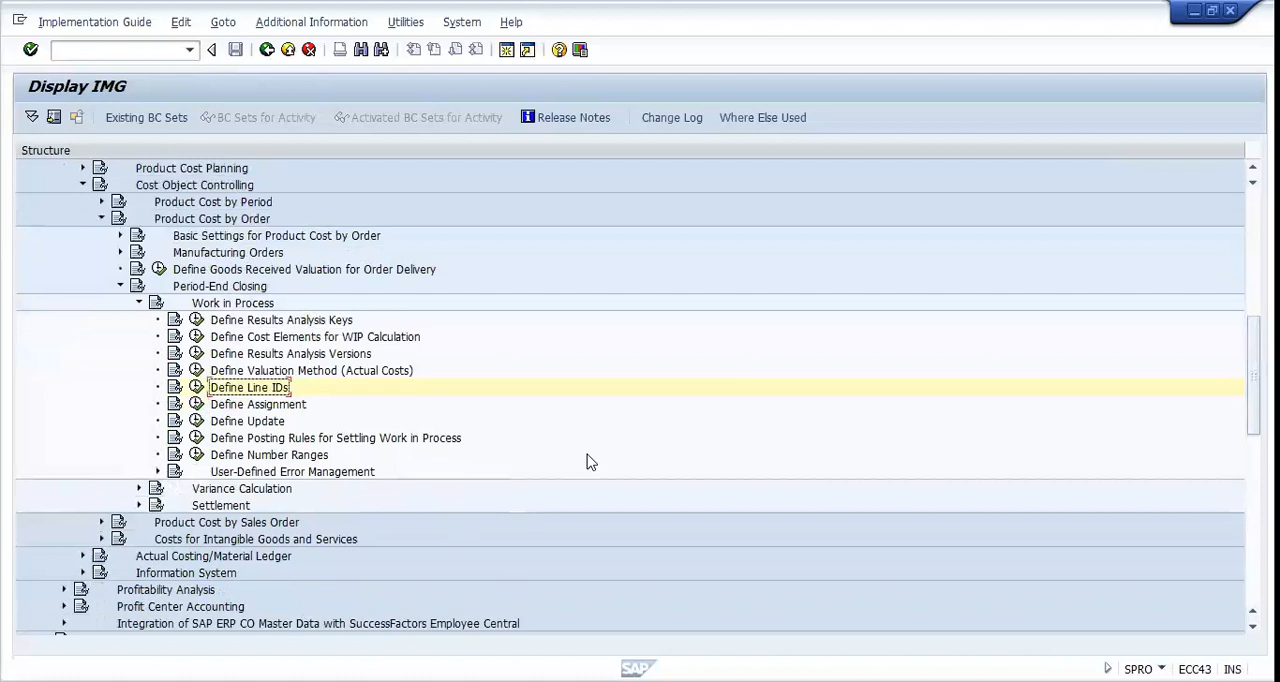 Implementation Guide Edit Goto Additional Information Utilities System Help
Display IMG
Existing BC Sets BC Sets for Activity Activated BC Sets for Activity Release Notes Change Log Where Else Used
Structure
Product Cost Planning
Cost Object Controlling
Product Cost by Period
Product Cost by Order
Basic Settings for Product Cost by Order
Manufacturing Orders
Define Goods Received Valuation for Order Delivery
Period-End Closing
Work in Process
Define Results Analysis Keys
Define Cost Elements for WIP Calculation
Define Results Analysis Versions
Define Valuation Method (Actual Costs)
Define Line IDs
Define Assignment
Define Update
Define Posting Rules for Settling Work in Process
Define Number Ranges
User-Defined Error Management
Variance Calculation
Settlement
Product Cost by Sales Order
Costs for Intangible Goods and Services
Actual Costing/Material Ledger
Information System
Profitability Analysis
Profit Center Accounting
Integration of SAP ERP CO Master Data with SuccessFactors Employee Central
SAP SPRO ECC43 INS